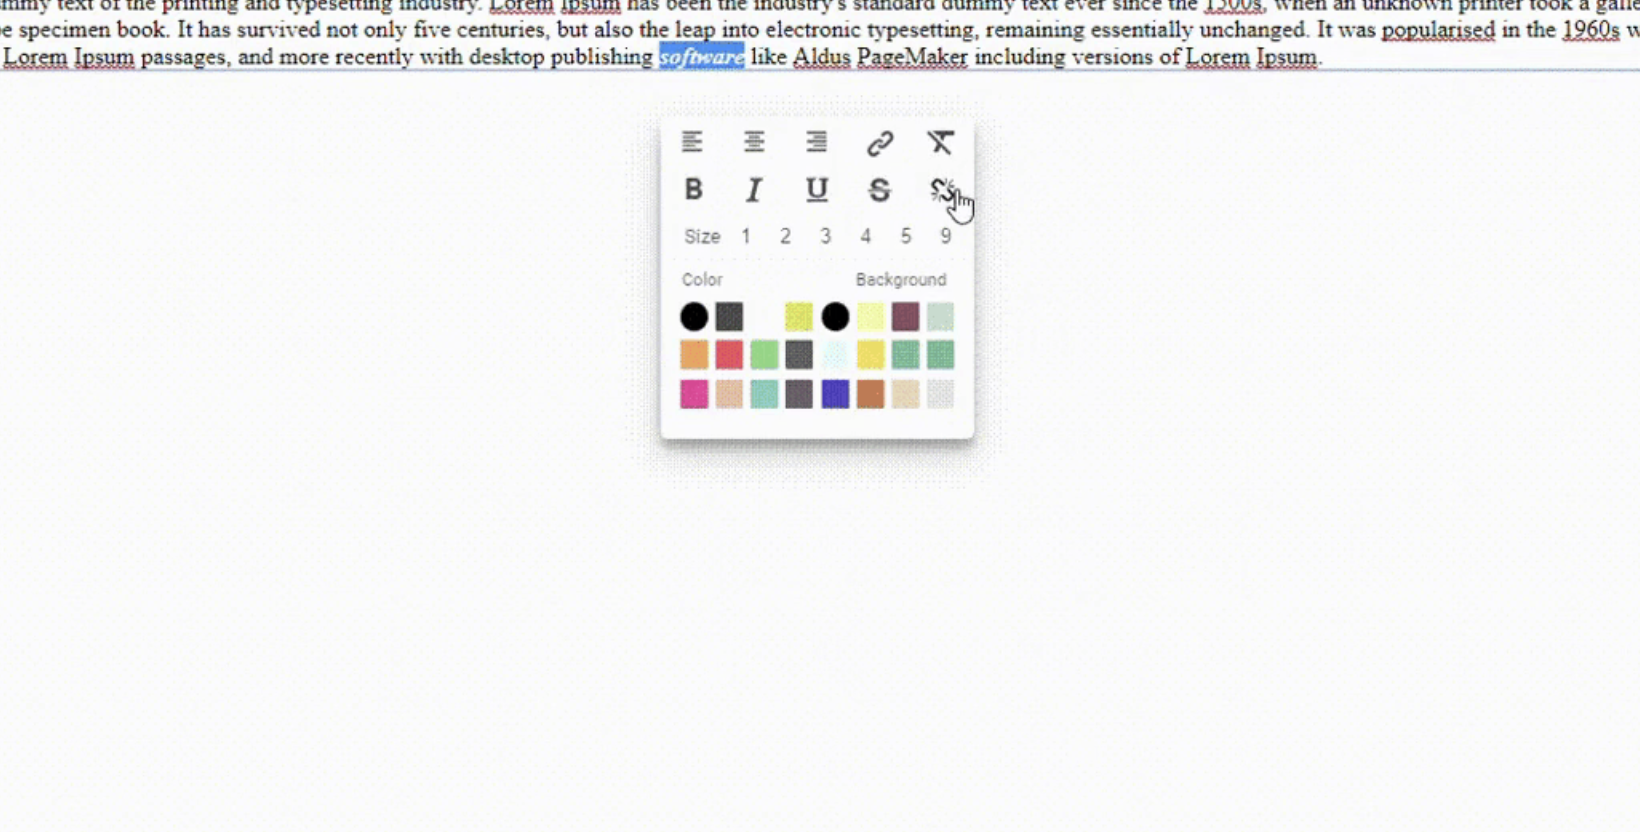 mmy text of the printing and typesetting industry. Lorem Ipsum has been the industry's standard dummy text ever since the 1500s, when an unknown printer took a galle
e specimen book. It has survived not only five centuries, but also the leap into electronic typesetting, remaining essentially unchanged. It was popularised in the 1960s w
Lorem Ipsum passages, and more recently with desktop publishing software like Aldus PageMaker including versions of Lorem Ipsum.
B I U S
Size 1 2 3 4 5 9
Color Background